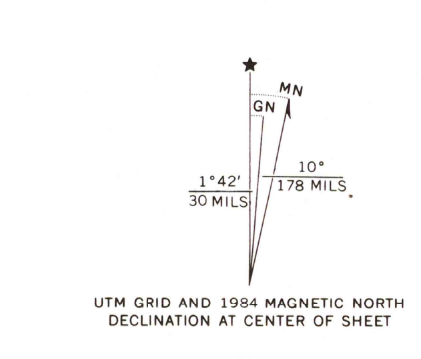 MN
GN
1°42'
30 MILS
10°
178 MILS
UTM GRID AND 1984 MAGNETIC NORTH
DECLINATION AT CENTER OF SHEET